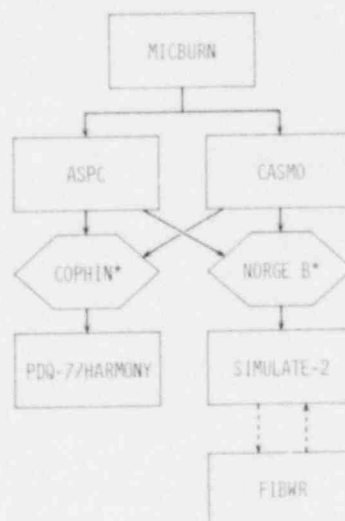 MICBURN
ASPC
CASMO
COPHIN*
NORGE B*
PDQ-7/HARMONY
SIMULATE-2
FIBWR